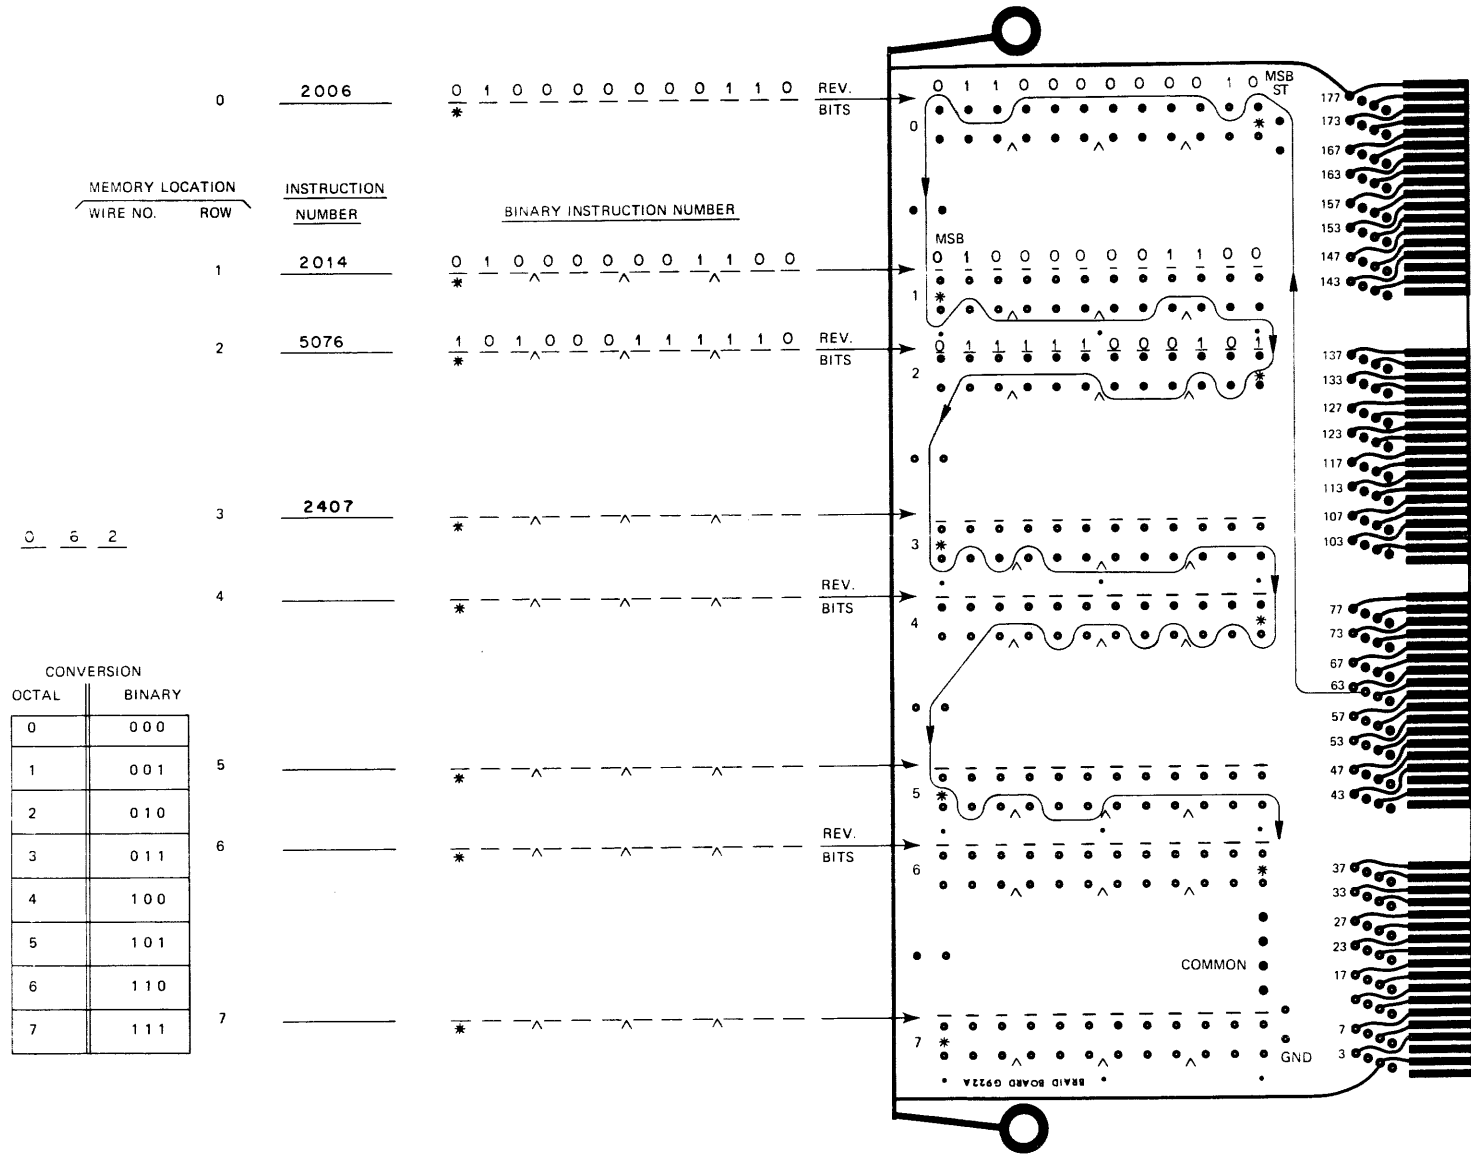 0 2006 0 1 0 0 0 0 0 0 0 1 1 0 REV. BITS
*
MEMORY LOCATION
WIRE NO. ROW
INSTRUCTION NUMBER
BINARY INSTRUCTION NUMBER
1 2014 0 1 0 0 0 0 0 0 1 1 0 0
* ^ ^ ^
2 5076 1 0 1 0 0 0 1 1 1 1 1 0 REV. BITS
* ^ ^ ^
3 2407
* ^ ^ ^
0 6 2
4 REV. BITS
* ^ ^ ^
CONVERSION
OCTAL BINARY
0 000
1 001
2 010
3 011
4 100
5 101
6 110
7 111
5
* ^ ^ ^
6 REV. BITS
* ^ ^ ^
7
* ^ ^ ^
0 1 1 0 0 0 0 0 0 0 1 0 MSB ST
0 *
^ ^ ^
MSB
0 1 0 0 0 0 0 0 1 1 0 0
1 *
^ ^ ^
0 1 1 1 1 1 0 0 0 1 0 1
2 *
^ ^ ^
3 *
^ ^ ^
4 *
^ ^ ^
5 *
^ ^ ^
6 *
^ ^ ^
COMMON
7 *
^ ^ ^
GND
BRAID BOARD G922A
177
173
167
163
157
153
147
143
137
133
127
123
117
113
107
103
77
73
67
63
57
53
47
43
37
33
27
23
17
7
3